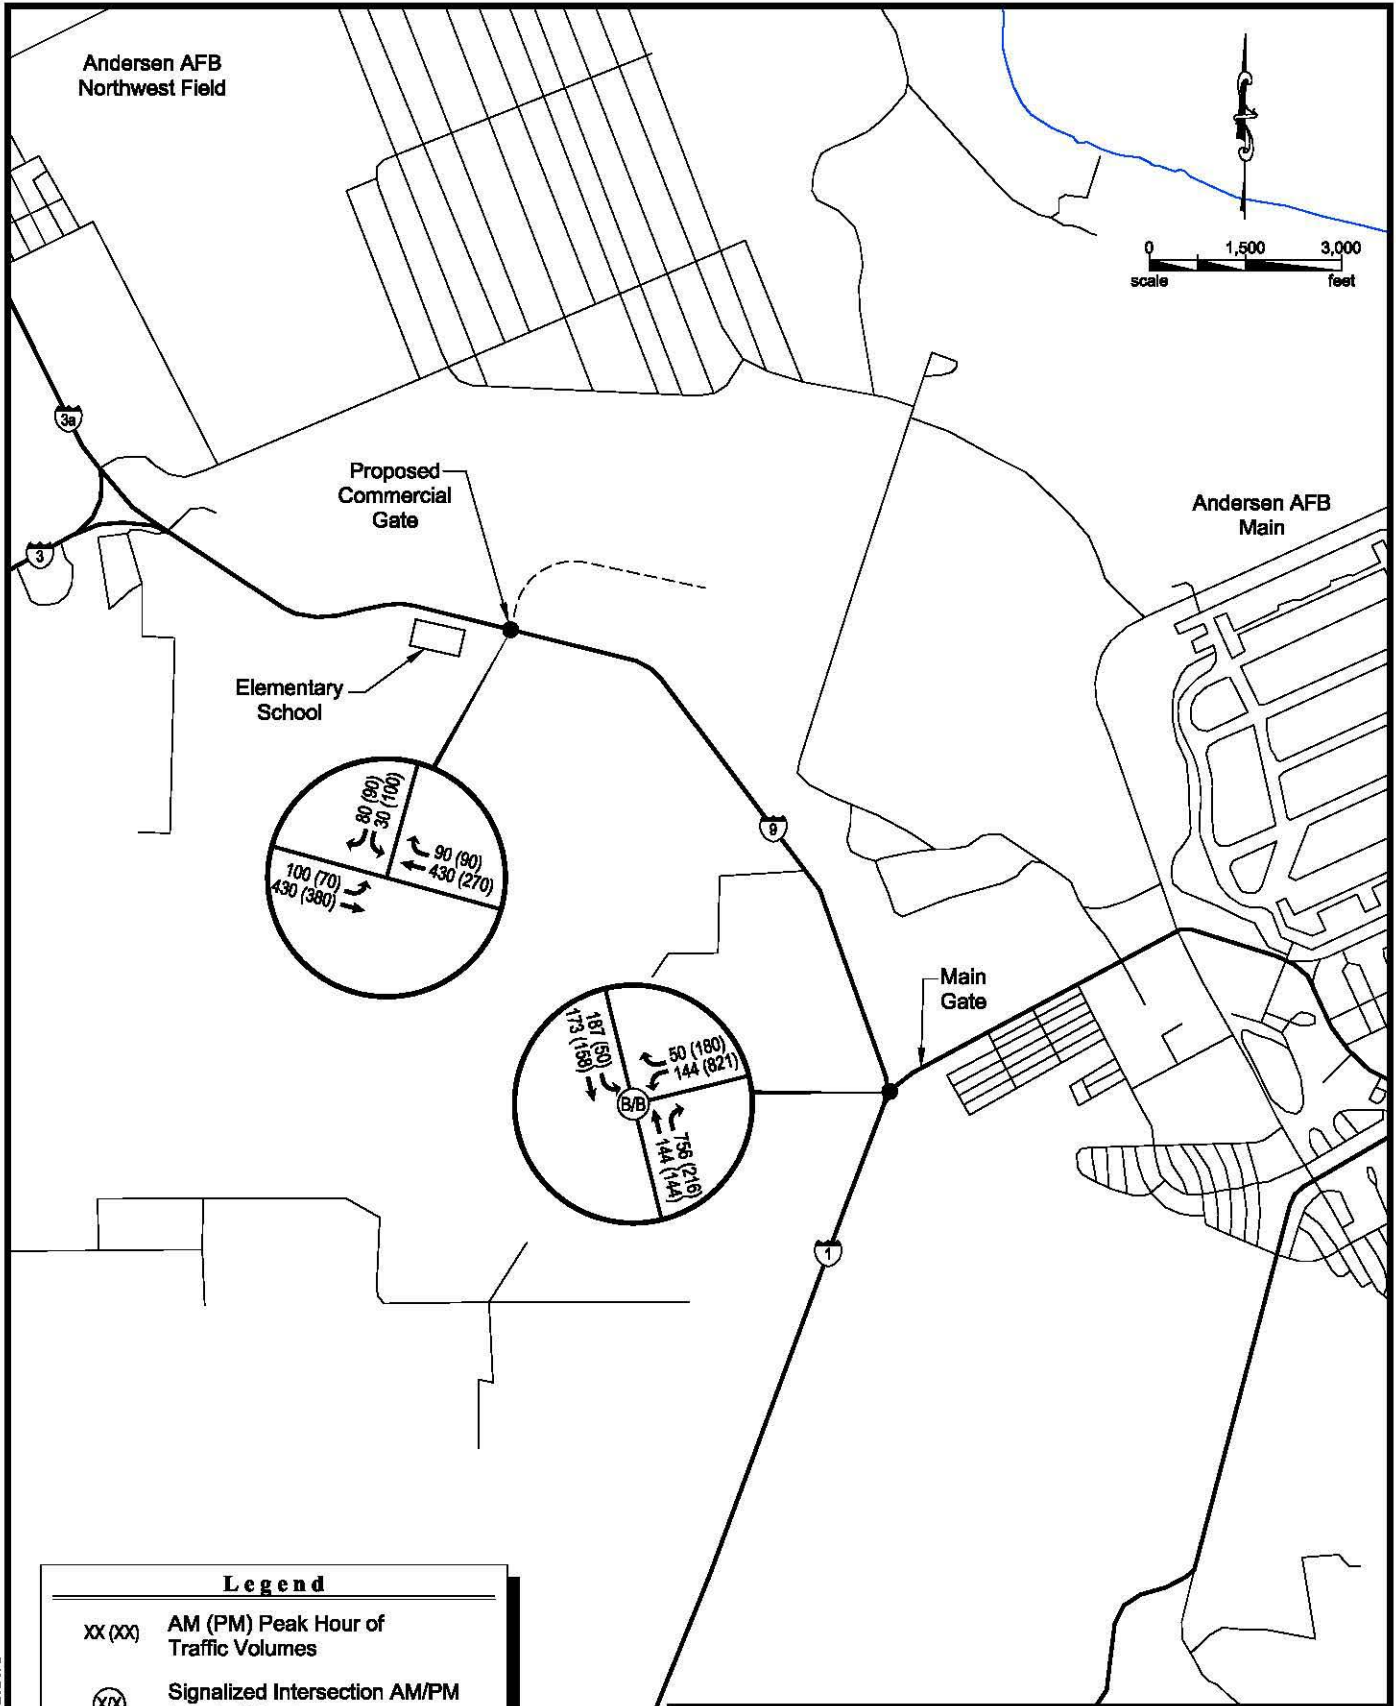 Andersen AFB
Northwest Field
0 1,500 3,000
scale feet
3a
Proposed
Commercial
Gate
Andersen AFB
Main
3
Elementary
School
80 (90)
30 (100)
90 (90)
430 (270)
100 (70)
430 (380)
9
Main
Gate
187 (50)
173 (158)
50 (180)
144 (821)
B/B
756 (216)
144 (144)
1
Legend
XX (XX) AM (PM) Peak Hour of
Traffic Volumes
X/X Signalized Intersection AM/PM